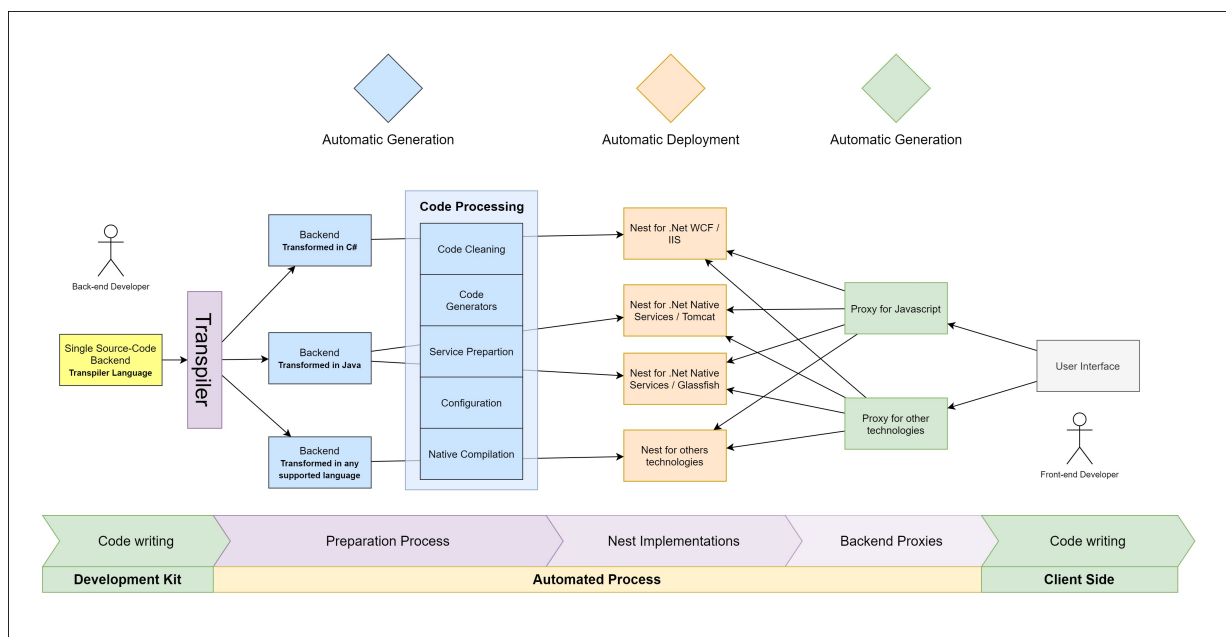 Automatic Generation
Automatic Deployment
Automatic Generation
Back-end Developer
Single Source-Code
Backend
Transpiler Language
Transpiler
Backend
Transformed in C#
Backend
Transformed in Java
Backend
Transformed in any
supported language
Code Processing
Code Cleaning
Code
Generators
Service Prepartion
Configuration
Native Compilation
Nest for .Net WCF /
IIS
Nest for .Net Native
Services / Tomcat
Nest for .Net Native
Services / Glassfish
Nest for others
technologies
Proxy for Javascript
Proxy for other
technologies
User Interface
Front-end Developer
Code writing
Preparation Process
Nest Implementations
Backend Proxies
Code writing
Development Kit
Automated Process
Client Side